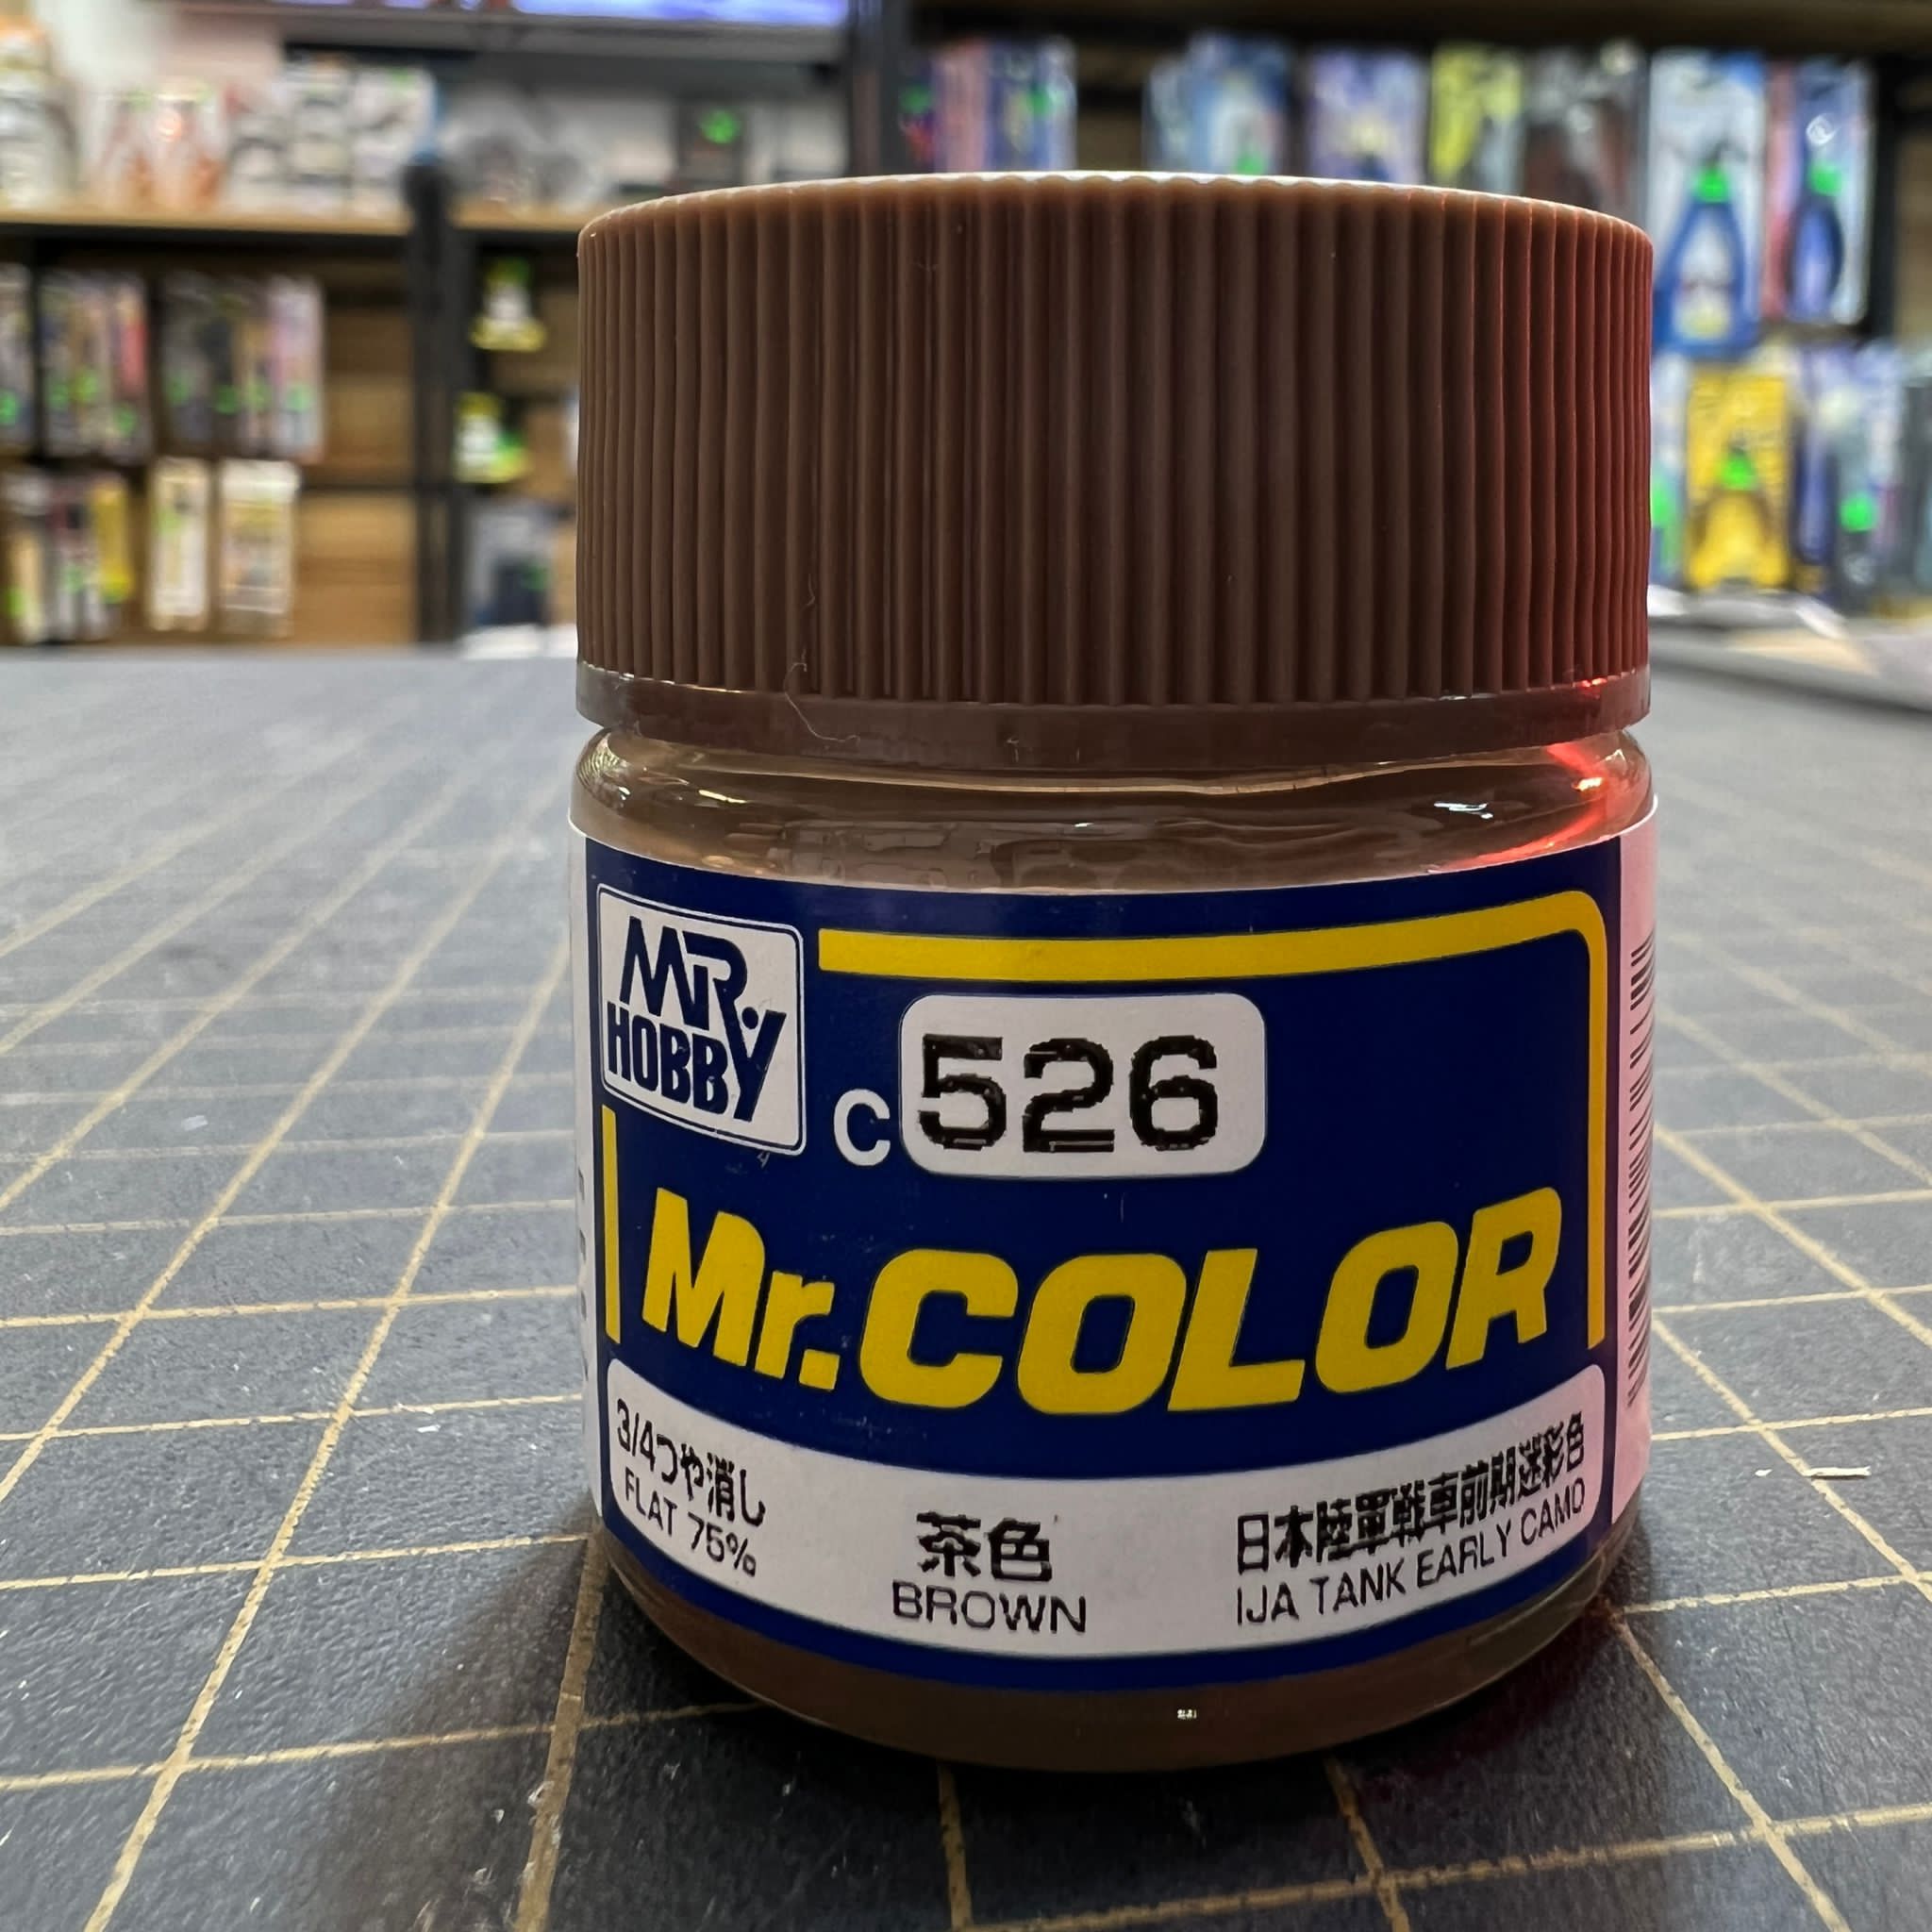 MR.
HOBBY
C 526
Mr.COLOR
3/4つや消し
FLAT 75%
茶色
BROWN
日本陸軍戦車前期迷彩色
IJA TANK EARLY CAMO